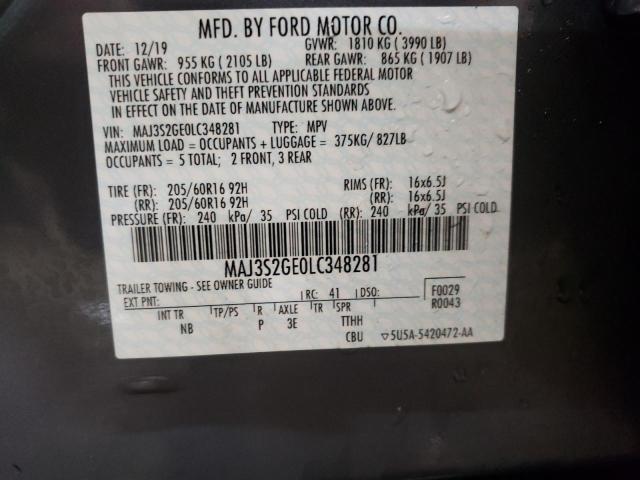 MFD. BY FORD MOTOR CO.
DATE: 12/19 GVWR: 1810 KG ( 3990 LB)
FRONT GAWR: 955 KG ( 2105 LB) REAR GAWR: 865 KG ( 1907 LB)
THIS VEHICLE CONFORMS TO ALL APPLICABLE FEDERAL MOTOR
VEHICLE SAFETY AND THEFT PREVENTION STANDARDS
IN EFFECT ON THE DATE OF MANUFACTURE SHOWN ABOVE.
VIN: MAJ3S2GE0LC348281 TYPE: MPV
MAXIMUM LOAD = OCCUPANTS + LUGGAGE = 375KG/ 827LB
OCCUPANTS = 5 TOTAL; 2 FRONT, 3 REAR
TIRE (FR): 205/60R16 92H RIMS (FR): 16x6.5J
(RR): 205/60R16 92H (RR): 16x6.5J
PRESSURE (FR): 240 kPa/ 35 PSI COLD (RR): 240 kPa/ 35 PSI COLD
MAJ3S2GE0LC348281
TRAILER TOWING - SEE OWNER GUIDE
EXT PNT: RC: 41 DSO: F0029
INT TR TP/PS R AXLE TR SPR R0043
NB P 3E TTHH
CBU ▽5U5A-5420472-AA